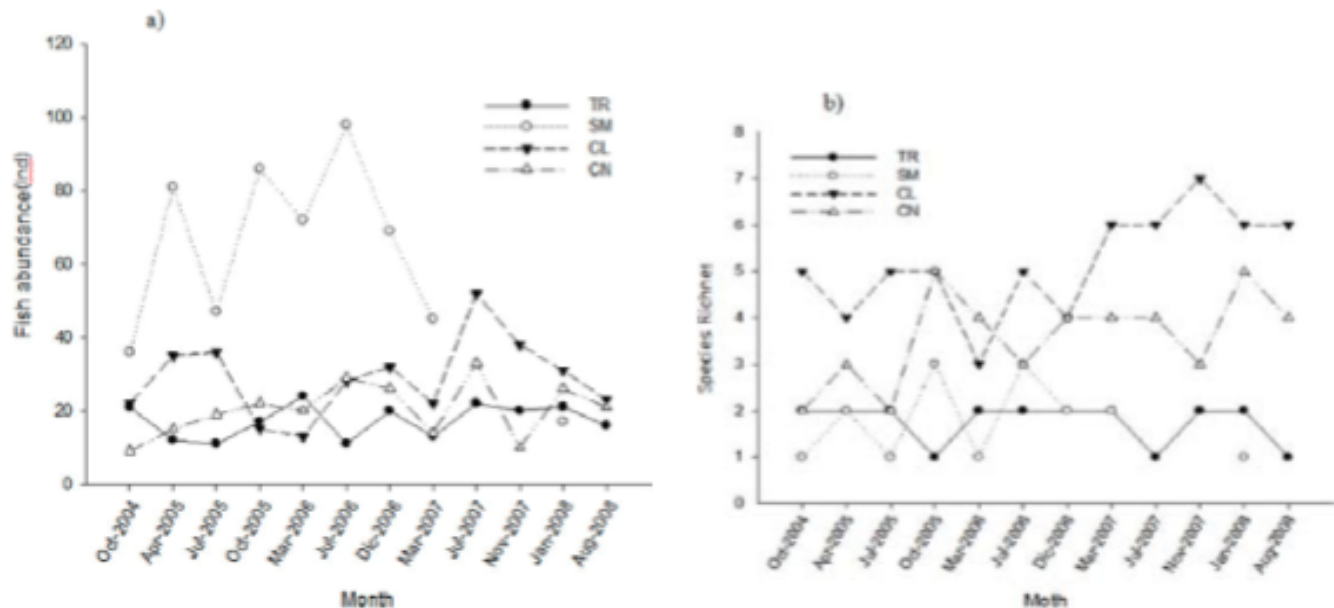 a)
120
100
80
60
40
20
0
Fish abundance(ind
TR
SM
CL
CN
Oct-2004
Apr-2005
Jul-2005
Oct-2005
Mar-2006
Jul-2006
Dic-2006
Mar-2007
Jul-2007
Nov-2007
Jan-2008
Aug-2008
Month
b)
8
7
6
5
4
3
2
1
0
Species Richnes
TR
SM
CL
CN
Oct-2004
Apr-2005
Jul-2005
Oct-2005
Mar-2006
Jul-2006
Dic-2006
Mar-2007
Jul-2007
Nov-2007
Jan-2008
Aug-2008
Moth